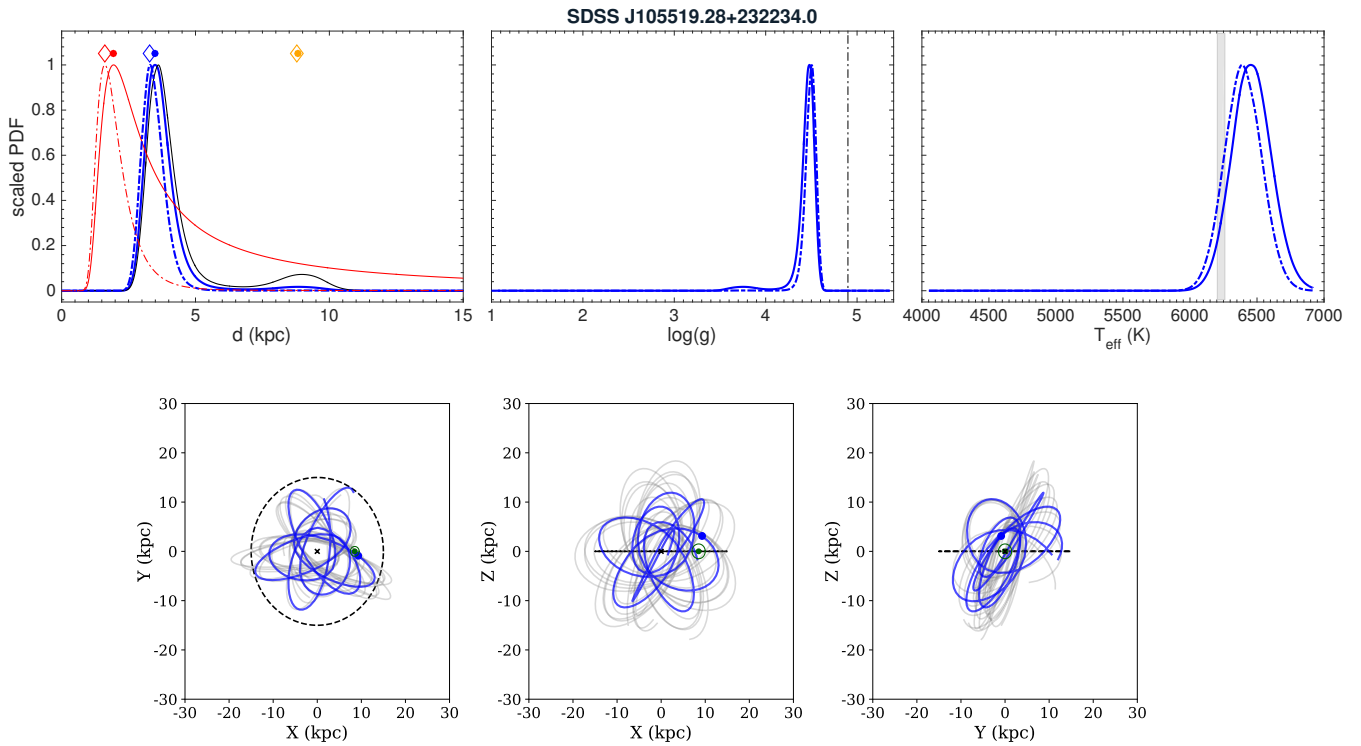 SDSS J105519.28+232234.0
scaled PDF
1
0.8
0.6
0.4
0.2
0
0 5 10 15
d (kpc)
1 2 3 4 5
log(g)
4000 4500 5000 5500 6000 6500 7000
T_eff (K)
Y (kpc)
30
20
10
0
-10
-20
-30
-30 -20 -10 0 10 20 30
X (kpc)
Z (kpc)
30
20
10
0
-10
-20
-30
-30 -20 -10 0 10 20 30
X (kpc)
Z (kpc)
30
20
10
0
-10
-20
-30
-30 -20 -10 0 10 20 30
Y (kpc)